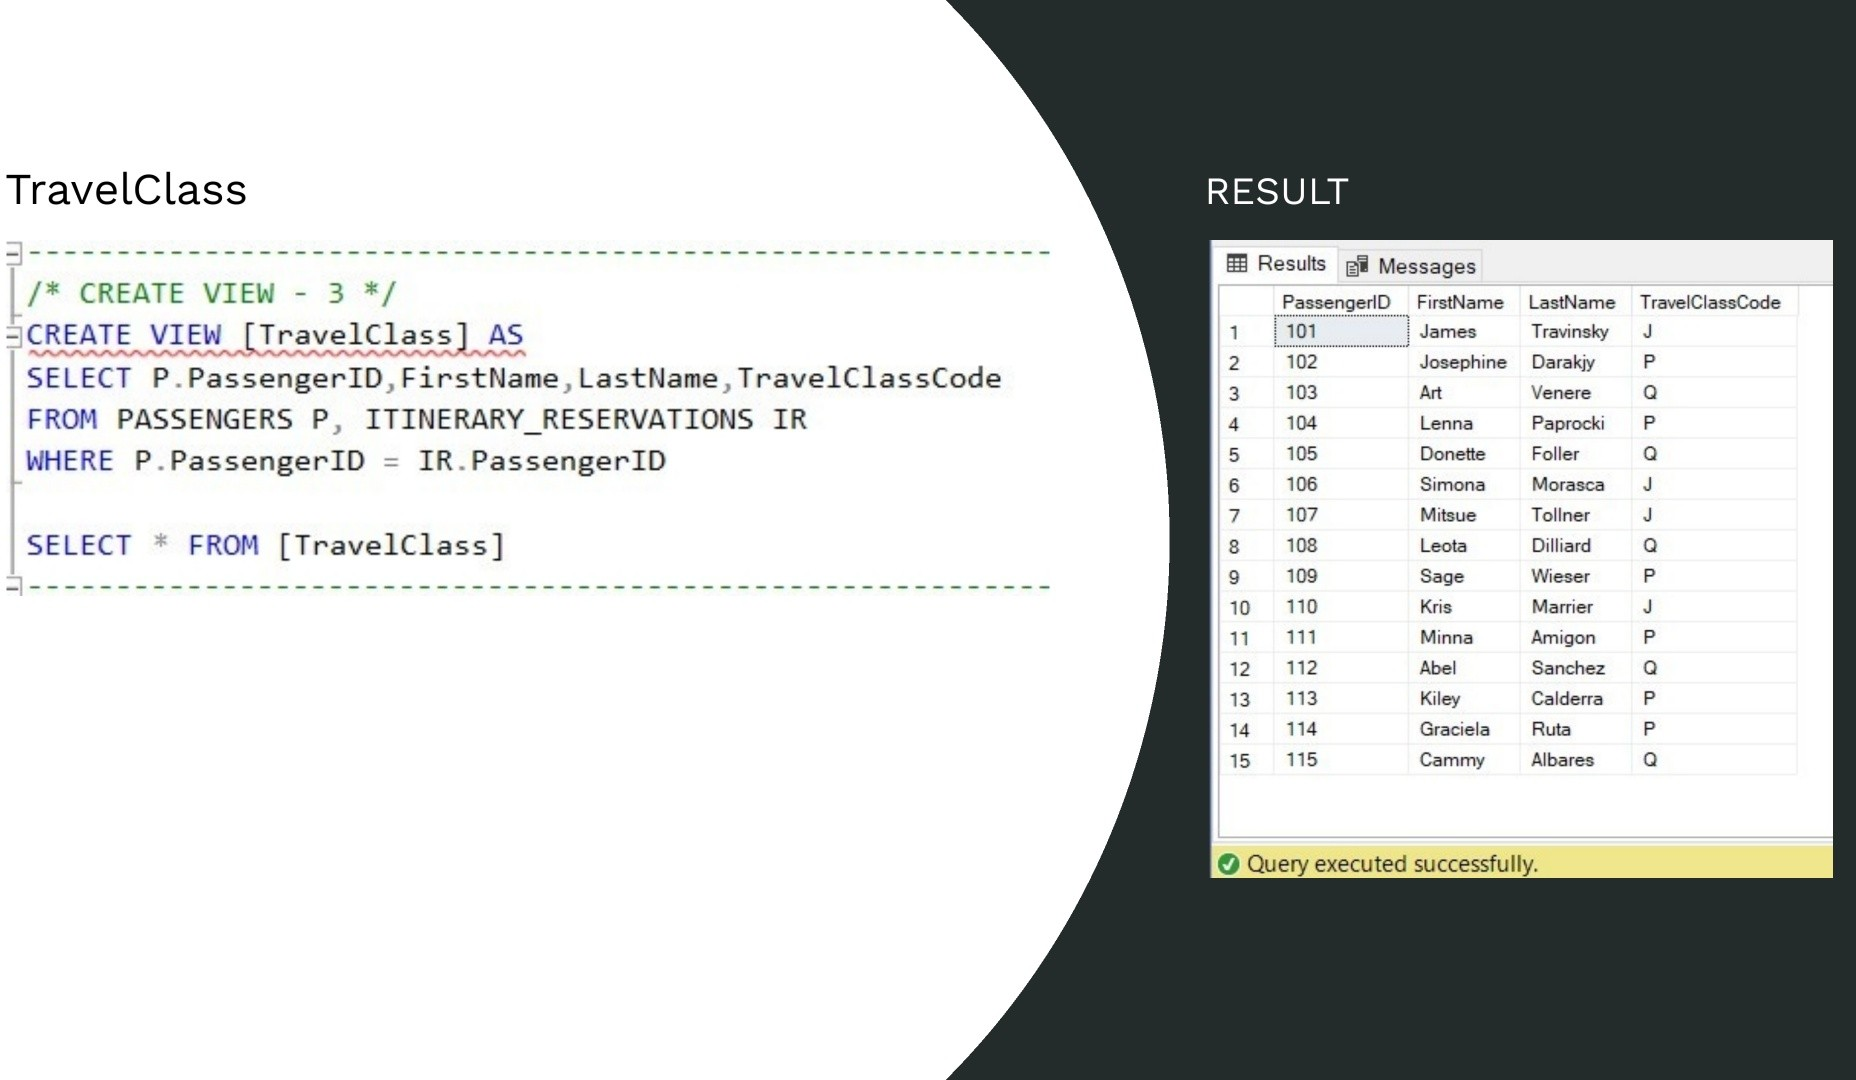 TravelClass
------------------------------------------------------------
/* CREATE VIEW - 3 */
CREATE VIEW [TravelClass] AS
SELECT P.PassengerID,FirstName,LastName,TravelClassCode
FROM PASSENGERS P, ITINERARY_RESERVATIONS IR
WHERE P.PassengerID = IR.PassengerID
SELECT * FROM [TravelClass]
------------------------------------------------------------
RESULT
Results Messages
PassengerID FirstName LastName TravelClassCode
1 101 James Travinsky J
2 102 Josephine Darakjy P
3 103 Art Venere Q
4 104 Lenna Paprocki P
5 105 Donette Foller Q
6 106 Simona Morasca J
7 107 Mitsue Tollner J
8 108 Leota Dilliard Q
9 109 Sage Wieser P
10 110 Kris Marrier J
11 111 Minna Amigon P
12 112 Abel Sanchez Q
13 113 Kiley Calderra P
14 114 Graciela Ruta P
15 115 Cammy Albares Q
Query executed successfully.